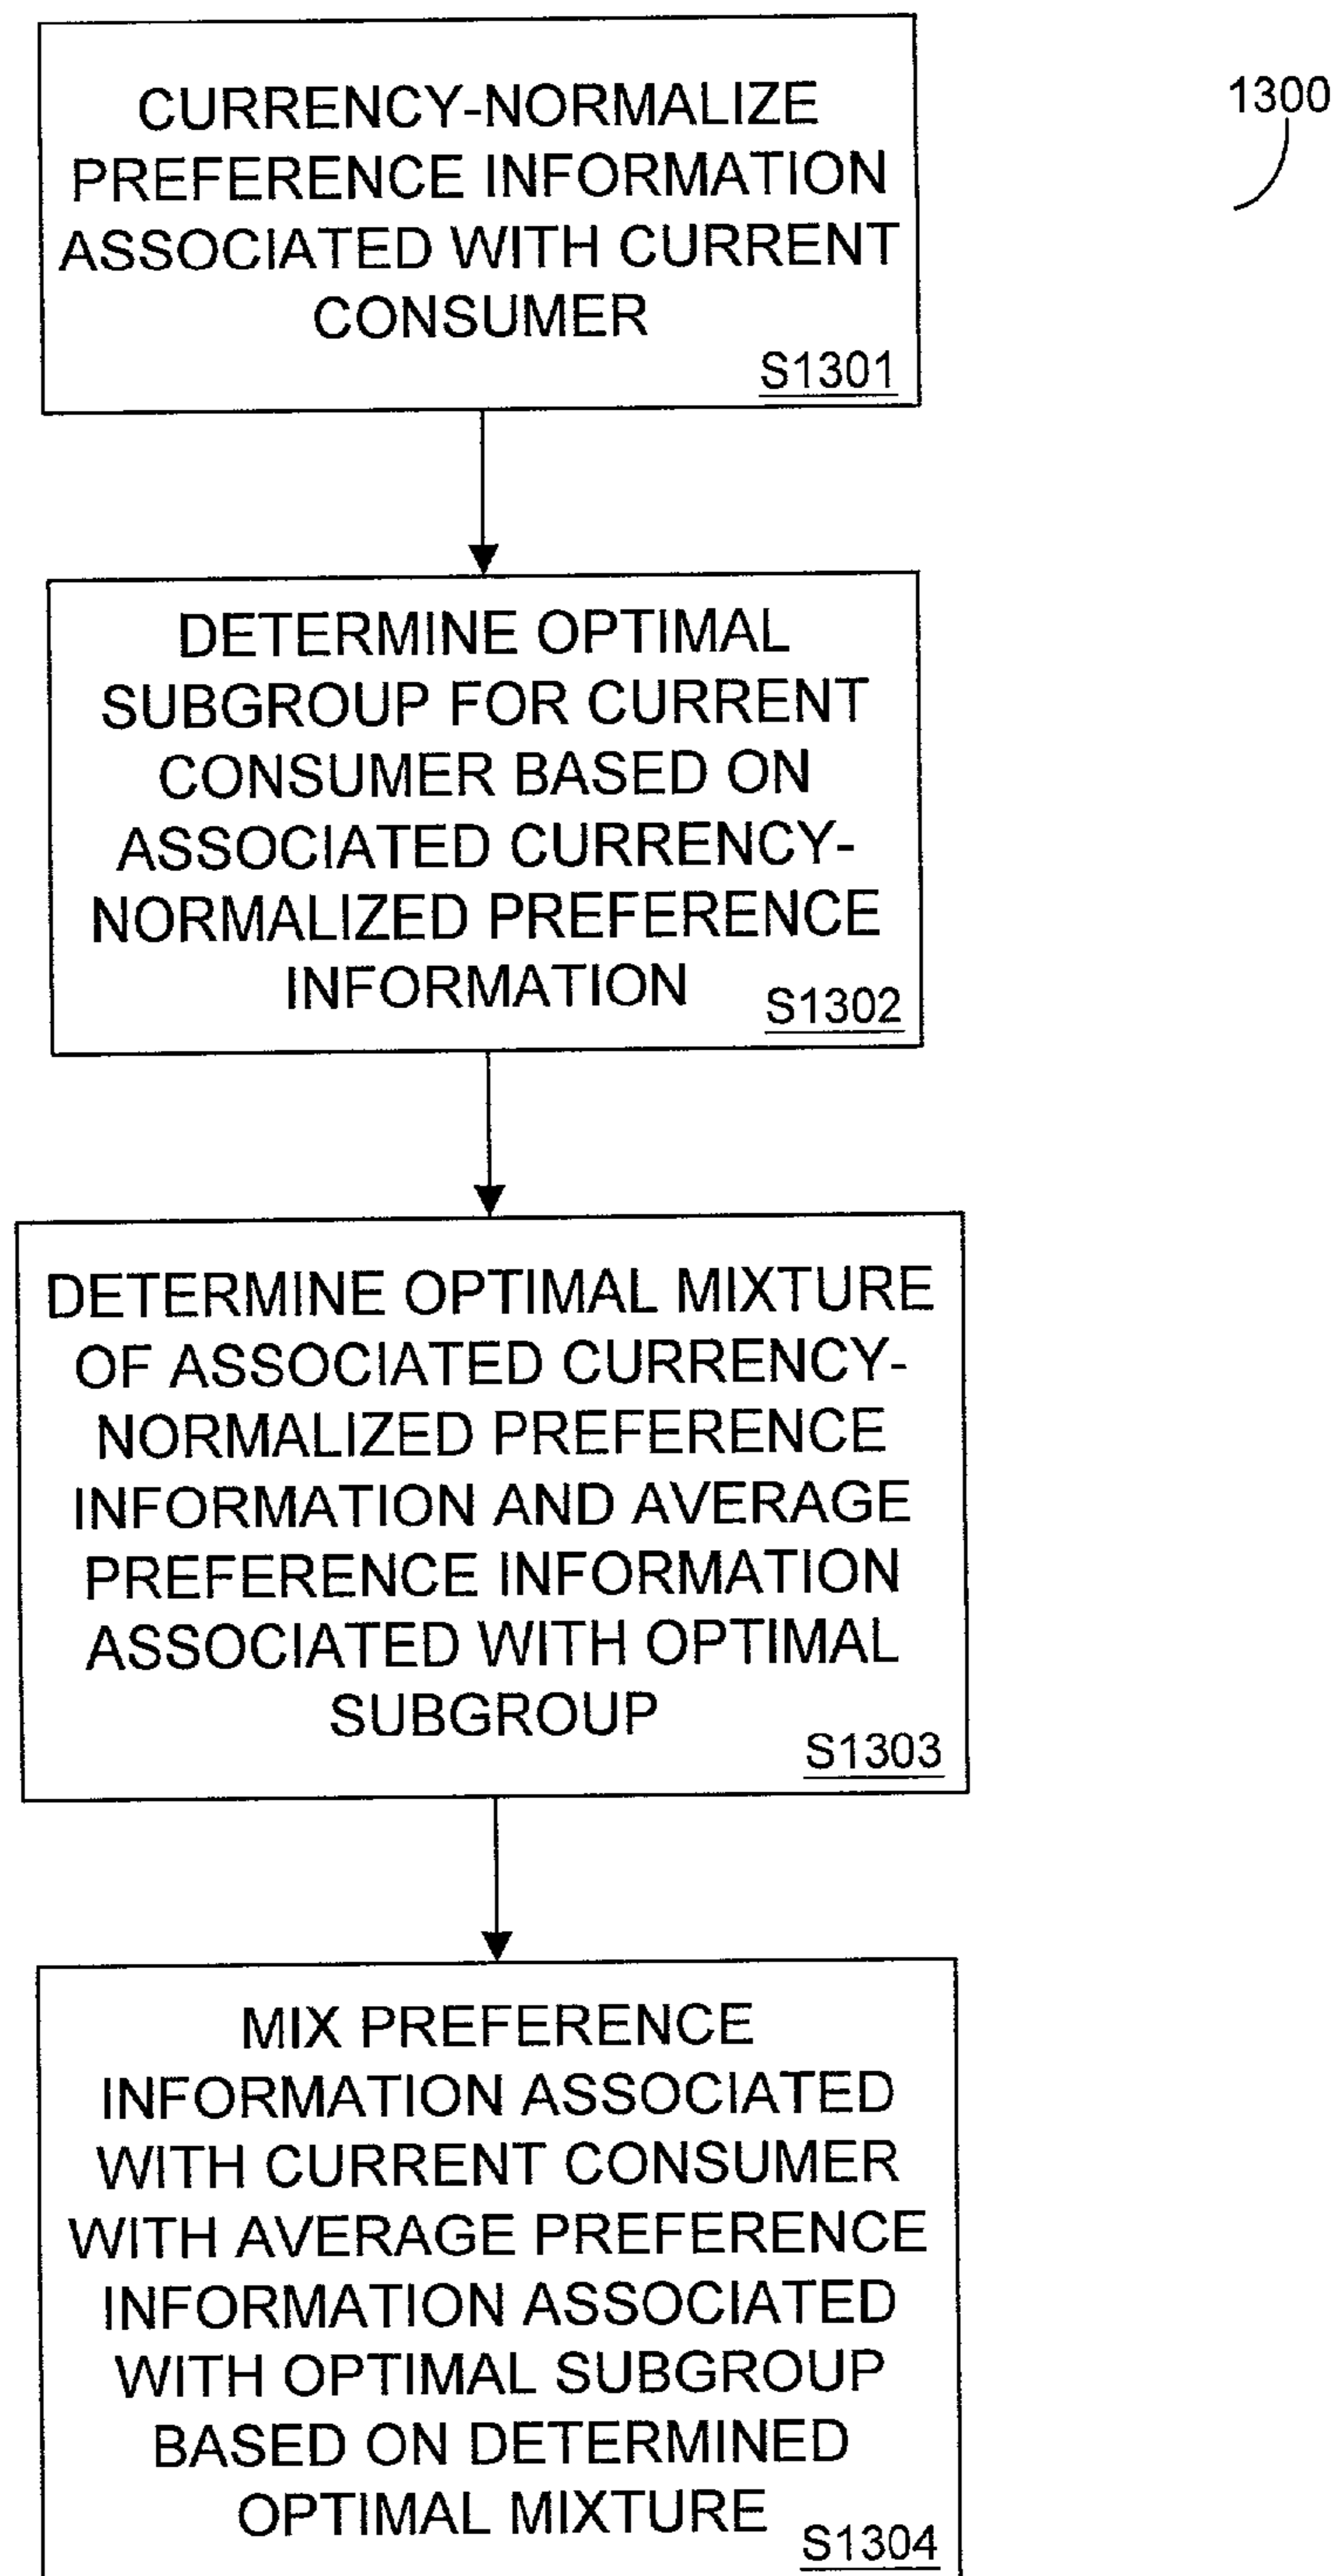 CURRENCY-NORMALIZE
PREFERENCE INFORMATION
ASSOCIATED WITH CURRENT
CONSUMER
S1301
1300
DETERMINE OPTIMAL
SUBGROUP FOR CURRENT
CONSUMER BASED ON
ASSOCIATED CURRENCY-
NORMALIZED PREFERENCE
INFORMATION
S1302
DETERMINE OPTIMAL MIXTURE
OF ASSOCIATED CURRENCY-
NORMALIZED PREFERENCE
INFORMATION AND AVERAGE
PREFERENCE INFORMATION
ASSOCIATED WITH OPTIMAL
SUBGROUP
S1303
MIX PREFERENCE
INFORMATION ASSOCIATED
WITH CURRENT CONSUMER
WITH AVERAGE PREFERENCE
INFORMATION ASSOCIATED
WITH OPTIMAL SUBGROUP
BASED ON DETERMINED
OPTIMAL MIXTURE
S1304